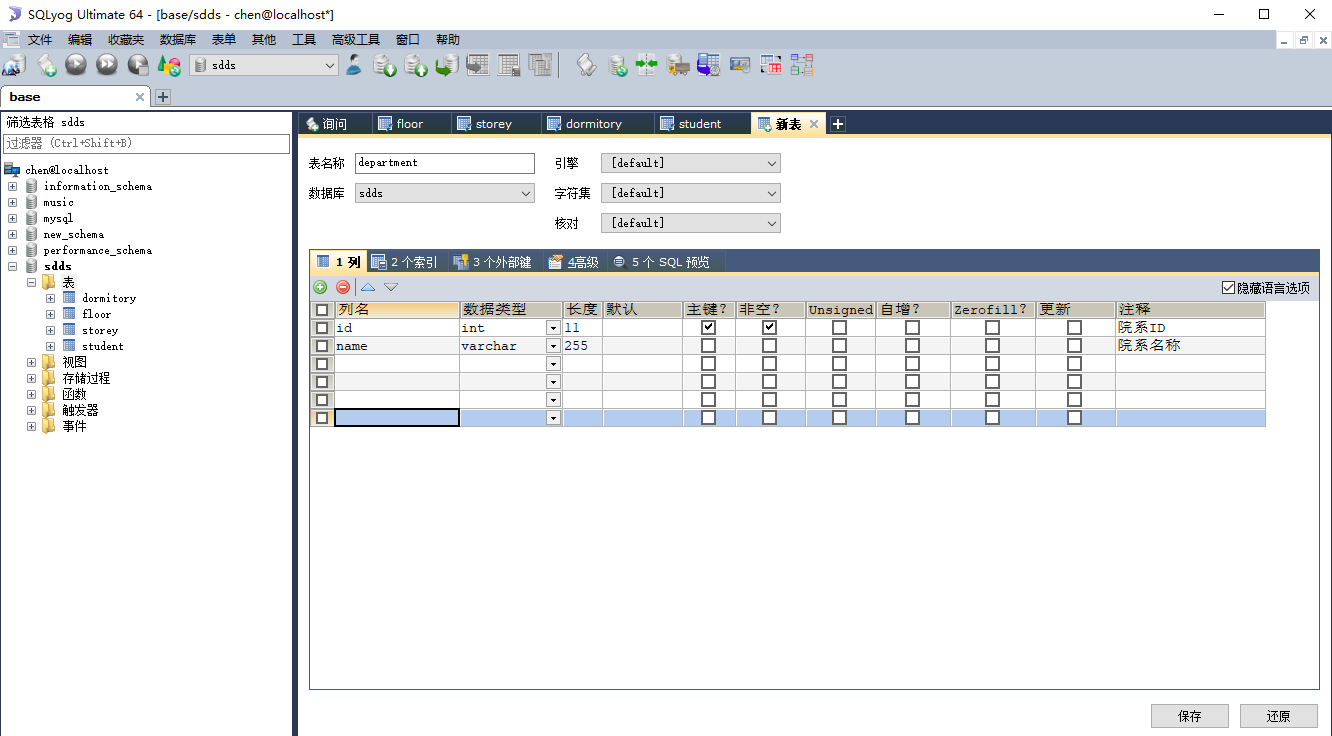 SQLyog Ultimate 64 - [base/sdds - chen@localhost*]
文件 编辑 收藏夹 数据库 表单 其他 工具 高级工具 窗口 帮助
sdds
base
筛选表格 sdds
过滤器 (Ctrl+Shift+B)
chen@localhost
information_schema
music
mysql
new_schema
performance_schema
sdds
表
dormitory
floor
storey
student
视图
存储过程
函数
触发器
事件
询问 floor storey dormitory student 新表
表名称 department 引擎 [default]
数据库 sdds 字符集 [default]
核对 [default]
1 列 2 个索引 3 个外部键 4高级 5 个 SQL 预览
隐藏语言选项
列名 数据类型 长度 默认 主键? 非空? Unsigned 自增? Zerofill? 更新 注释
id int 11 院系ID
name varchar 255 院系名称
保存 还原